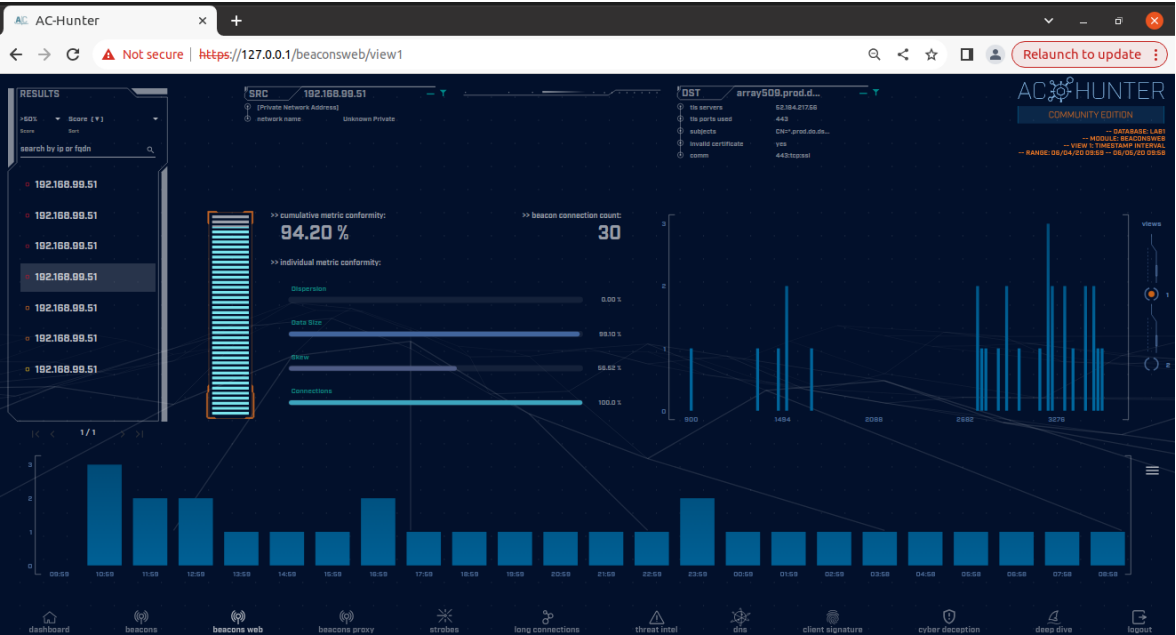 AC AC-Hunter
Not secure https://127.0.0.1/beaconsweb/view1
Relaunch to update
RESULTS
>50% Score [▼]
Score Sort
search by ip or fqdn
192.168.99.51
192.168.99.51
192.168.99.51
192.168.99.51
192.168.99.51
192.168.99.51
192.168.99.51
1 / 1
SRC 192.168.99.51
[Private Network Address]
network name Unknown Private
DST array509.prod.d...
tls servers 52.184.217.56
tls ports used 443
subjects CN=*.prod.do.ds...
invalid certificate yes
comm 443:tcp:ssl
AC HUNTER
COMMUNITY EDITION
-- DATABASE: LAB1
-- MODULE: BEACONSWEB
-- VIEW 1: TIMESTAMP INTERVAL
-- RANGE: 06/04/20 09:59 -- 06/05/20 09:59
>> cumulative metric conformity:
94.20 %
>> beacon connection count:
30
>> individual metric conformity:
Dispersion
0.00 %
Data Size
Skew
Connections
100.0 %
3
2
1
0
900 1494 2088 2682 3276
views
1
2
3
2
1
0
09:59 10:59 11:59 12:59 13:59 14:59 15:59 16:59 17:59 18:59 19:59 20:59 21:59 22:59 23:59 00:59 01:59 02:59 03:59 04:59 05:59 06:59 07:59 08:59
dashboard beacons beacons web beacons proxy strobes long connections threat intel dns client signature cyber deception deep dive logout